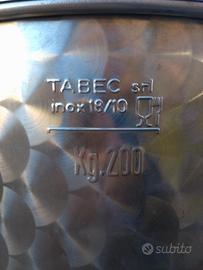 TABEC srl
inox 18/10
Kg.200
subito